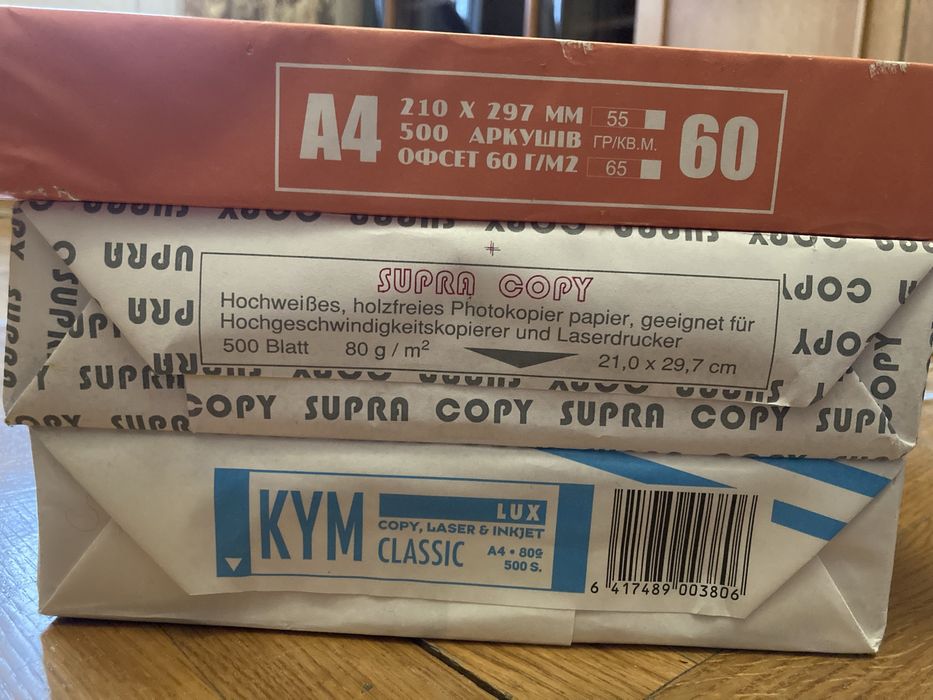 A4
210 X 297 ММ
500 АРКУШІВ
ОФСЕТ 60 Г/М2
55
ГР/КВ.М.
65
60
SUPRA COPY
Hochweißes, holzfreies Photokopier papier, geeignet für
Hochgeschwindigkeitskopierer und Laserdrucker
500 Blatt 80 g / m² 21,0 x 29,7 cm
SUPRA
COPY SUPRA COPY SUPRA COPY SUPR
KYM
LUX
COPY, LASER & INKJET
CLASSIC
A4 • 80g
500 S.
6 417489 003806